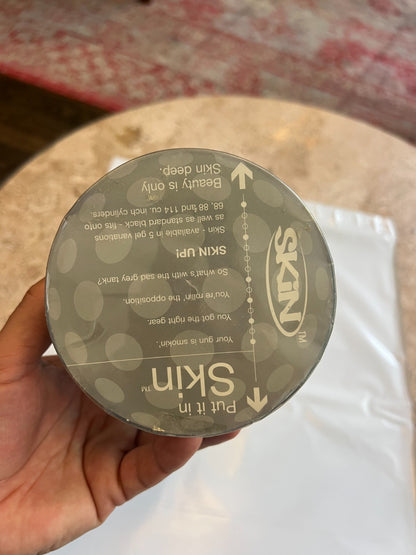 Put it in
Skin™
Your gun is smokin'.
You got the right gear.
You're rollin' the opposition.
So what's with the sad grey tank?
SKIN UP!
Skin - available in 5 gel variations
as well as standard black - fits onto
68, 86 and 114 cu. inch cylinders.
Beauty is only
Skin deep.
SKiN™